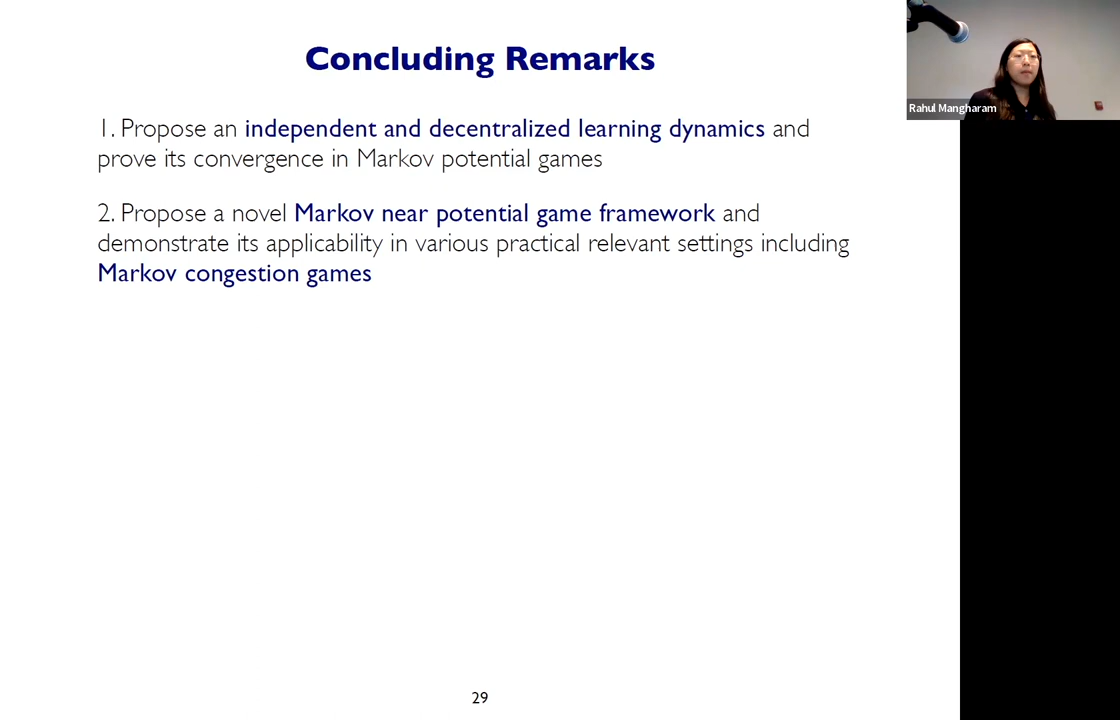 Concluding Remarks
Rahul Mangharam
1. Propose an independent and decentralized learning dynamics and
prove its convergence in Markov potential games
2. Propose a novel Markov near potential game framework and
demonstrate its applicability in various practical relevant settings including
Markov congestion games
29